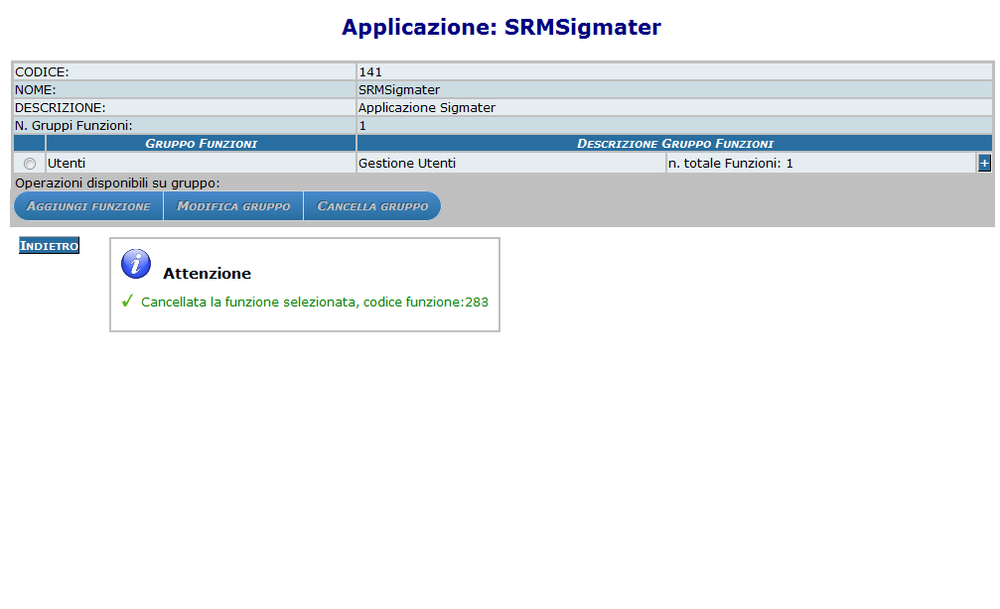 Applicazione: SRMSigmater
CODICE: 141
NOME: SRMSigmater
DESCRIZIONE: Applicazione Sigmater
N. Gruppi Funzioni: 1
GRUPPO FUNZIONI DESCRIZIONE GRUPPO FUNZIONI
Utenti Gestione Utenti n. totale Funzioni: 1 +
Operazioni disponibili su gruppo:
AGGIUNGI FUNZIONE MODIFICA GRUPPO CANCELLA GRUPPO
INDIETRO
Attenzione
Cancellata la funzione selezionata, codice funzione:283